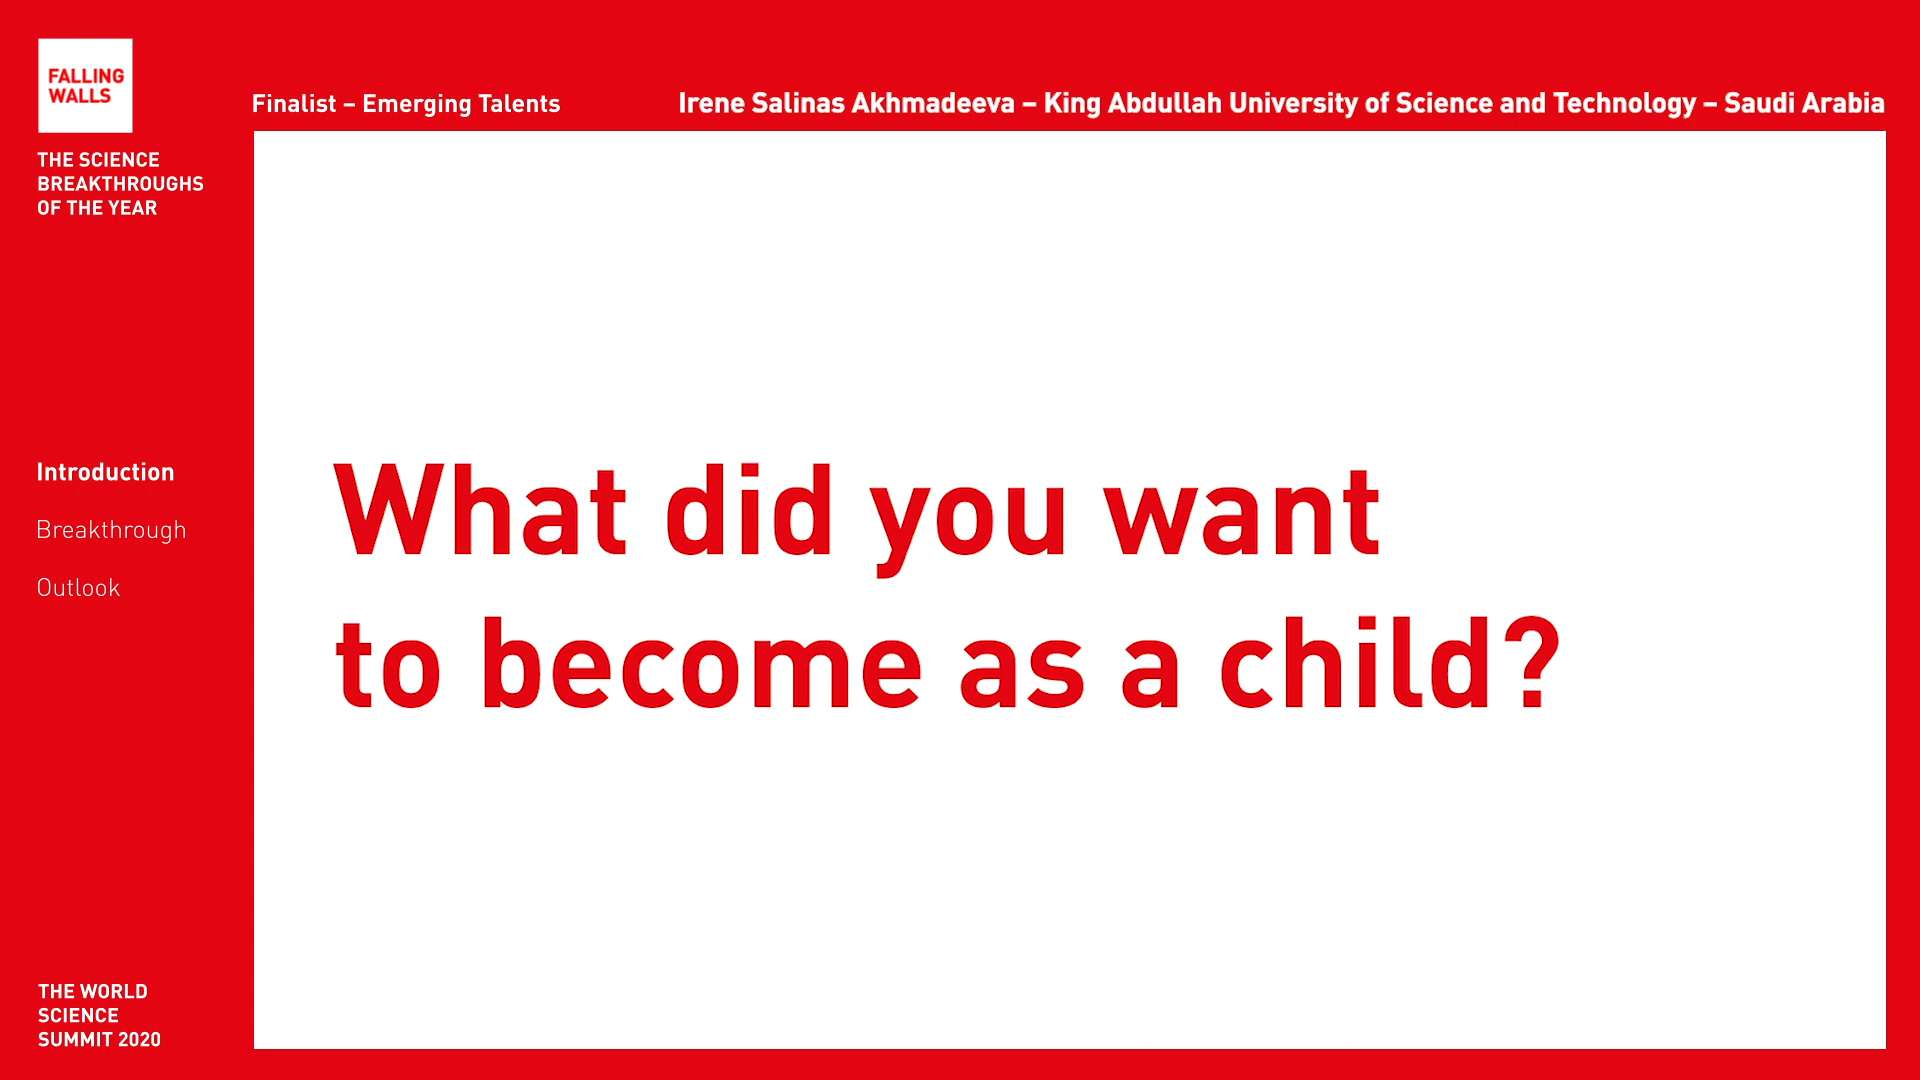 FALLING
WALLS
THE SCIENCE
BREAKTHROUGHS
OF THE YEAR
Finalist – Emerging Talents
Irene Salinas Akhmadeeva – King Abdullah University of Science and Technology – Saudi Arabia
Introduction
Breakthrough
Outlook
What did you want
to become as a child?
THE WORLD
SCIENCE
SUMMIT 2020